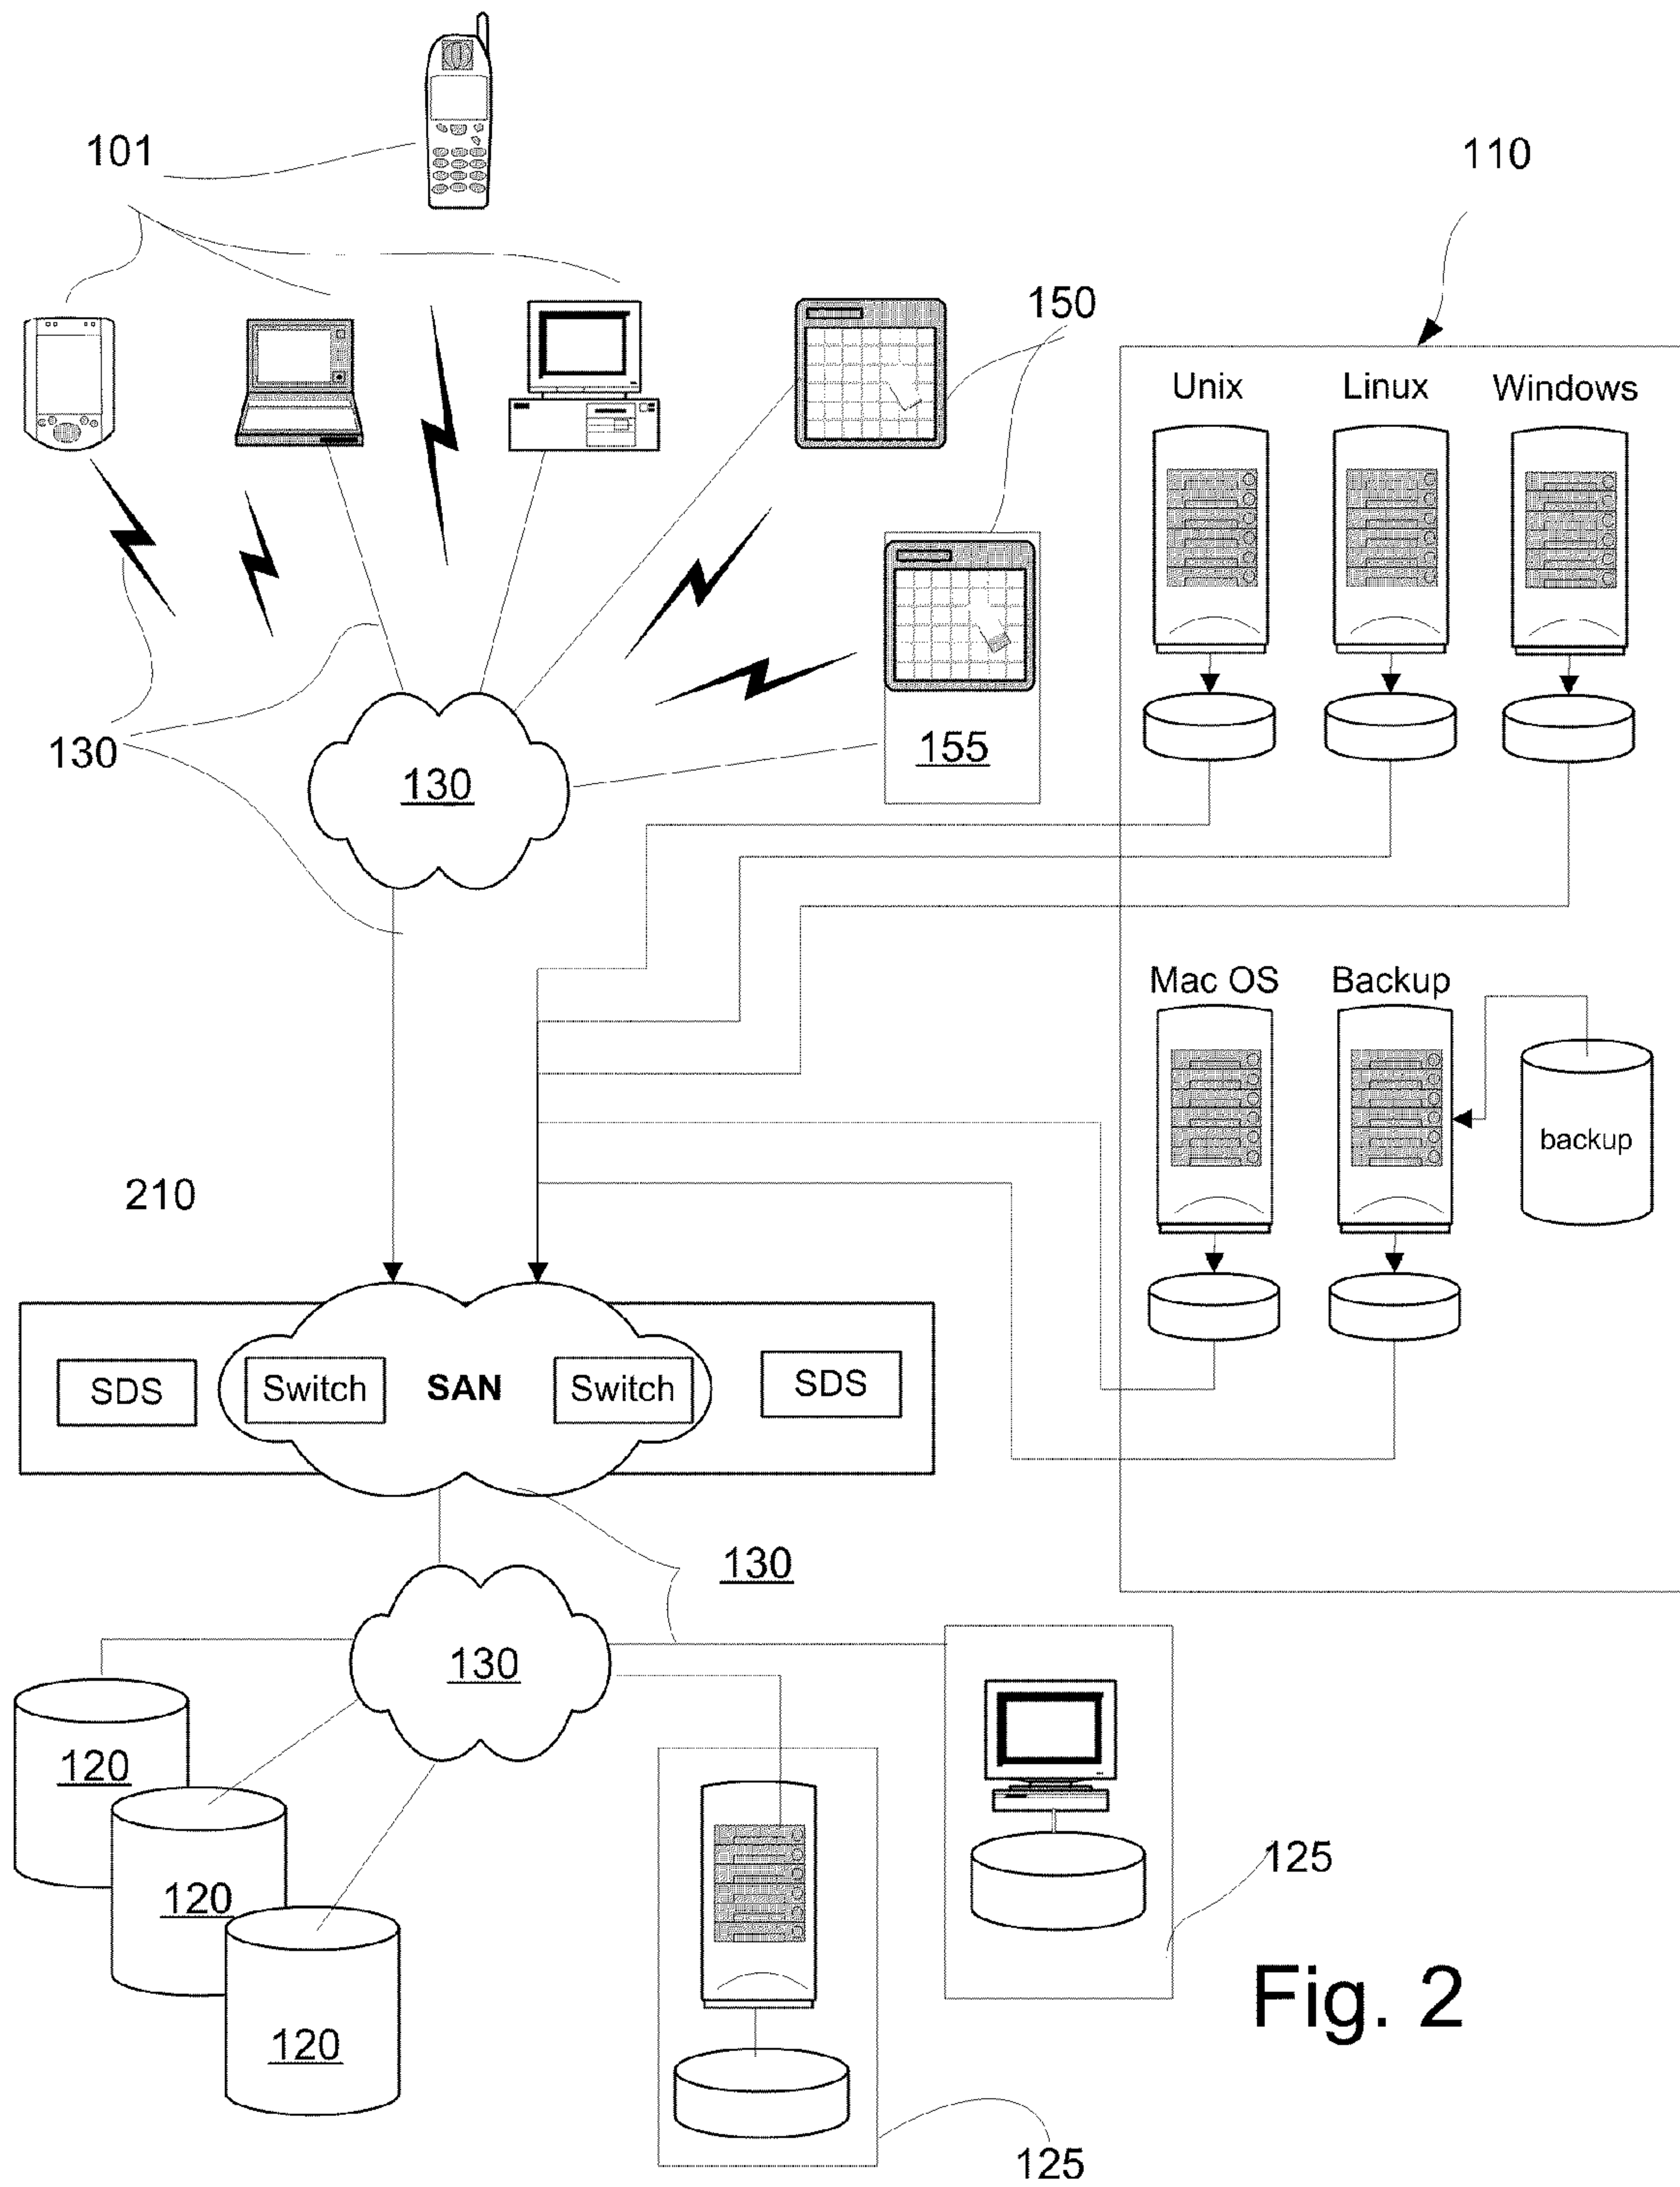 101
110
150
Unix Linux Windows
130
130
155
Mac OS Backup
backup
210
SDS Switch SAN Switch SDS
130
130
120
120
120
125
125
Fig. 2